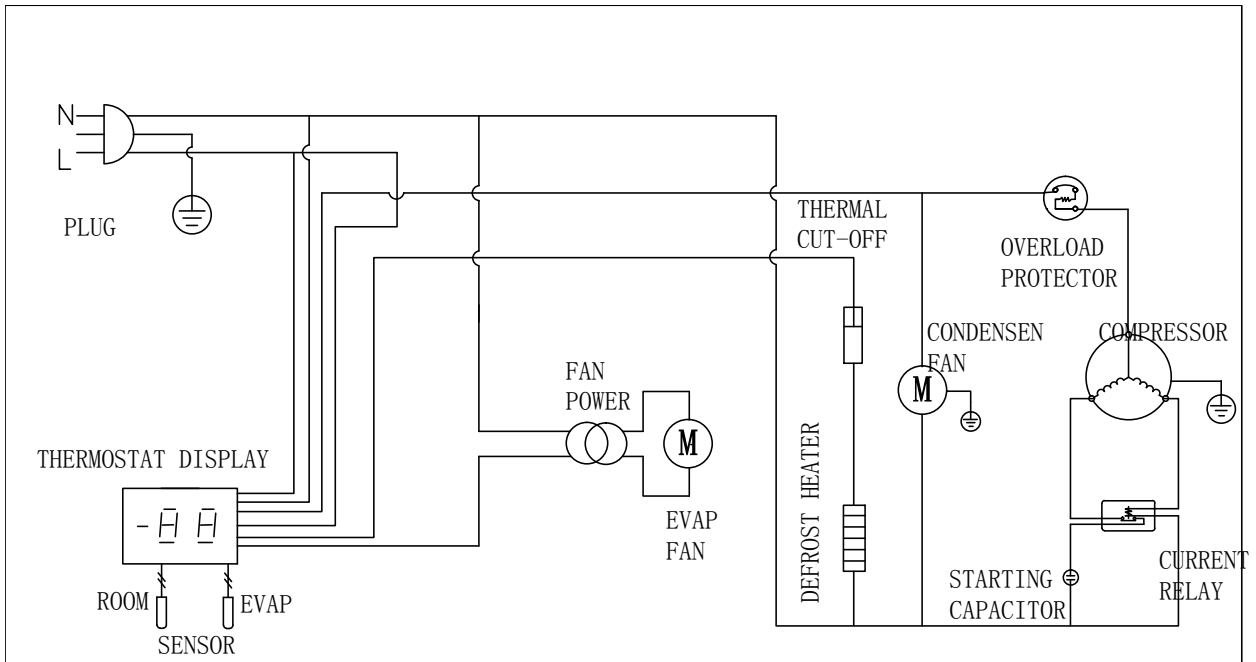 N
L
PLUG
THERMAL
CUT-OFF
OVERLOAD
PROTECTOR
CONDENSEN
FAN
COMPRESSOR
FAN
POWER
M
M
THERMOSTAT DISPLAY
-88
DEFROST HEATER
EVAP
FAN
STARTING
CAPACITOR
CURRENT
RELAY
ROOM
EVAP
SENSOR